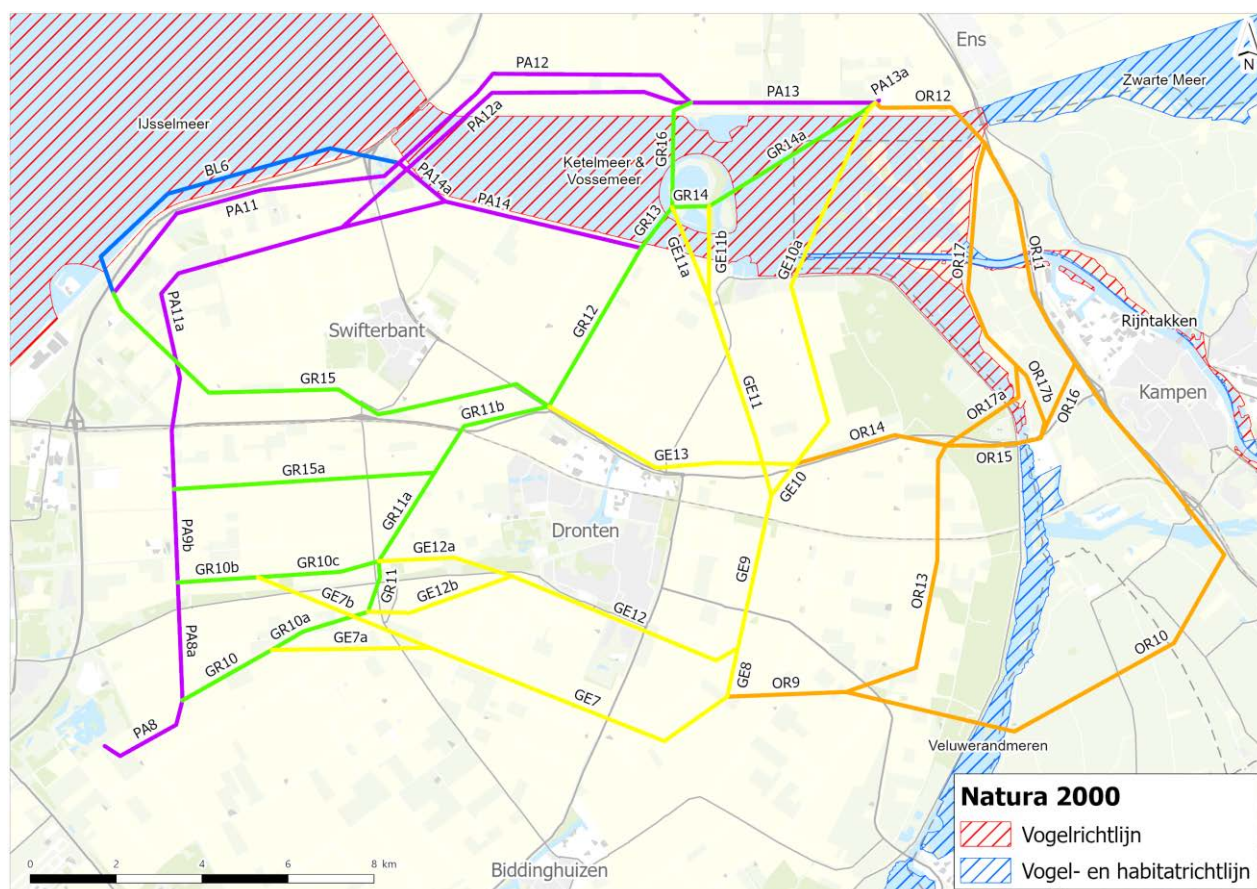 Ens
N
Zwarte Meer
PA12
PA13a
OR12
PA13
PA12a
IJsselmeer
BL6
GR16
GR14a
Ketelmeer &
Vossemeer
PA14a
PA14
PA11
GR14
GR13
GE11a
GE11b
GE10a
OR17
OR11
PA11a
Swifterbant
GR12
Rijntakken
Kampen
GR15
GR11b
GE11
OR17a
OR17b
OR16
GE13
OR14
OR15
GR15a
GR11a
GE10
Dronten
PA9b
GE12a
GR10b
GR10c
GR11
GE12b
GE9
GE7b
OR13
GR10a
GE7a
GE12
PA8a
GR10
GE8
OR9
OR10
GE7
PA8
Veluwerandmeren
Natura 2000
Vogelrichtlijn
Vogel- en habitatrichtlijn
0 2 4 6 8 km
Biddinghuizen